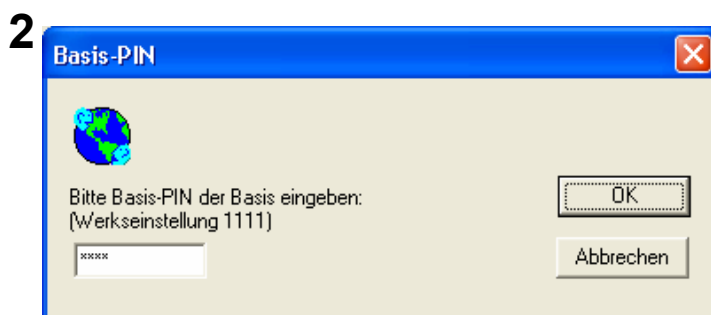 2
Basis-PIN
Bitte Basis-PIN der Basis eingeben:
(Werkseinstellung 1111)
OK
****
Abbrechen